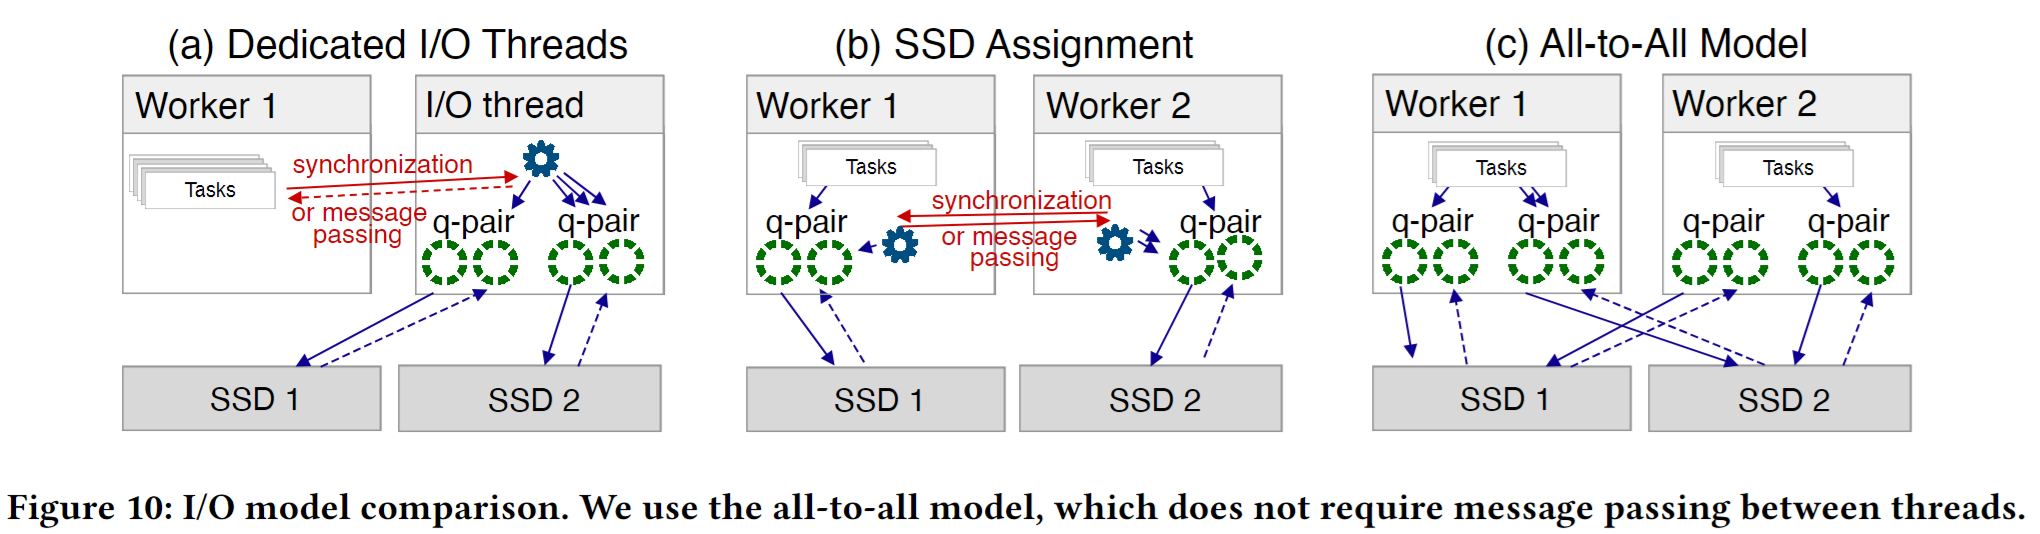 (a) Dedicated I/O Threads
Worker 1
I/O thread
Tasks
synchronization
or message
passing
q-pair
q-pair
SSD 1
SSD 2
(b) SSD Assignment
Worker 1
Worker 2
Tasks
Tasks
synchronization
or message
passing
q-pair
q-pair
SSD 1
SSD 2
(c) All-to-All Model
Worker 1
Worker 2
Tasks
Tasks
q-pair
q-pair
q-pair
q-pair
SSD 1
SSD 2
Figure 10: I/O model comparison. We use the all-to-all model, which does not require message passing between threads.